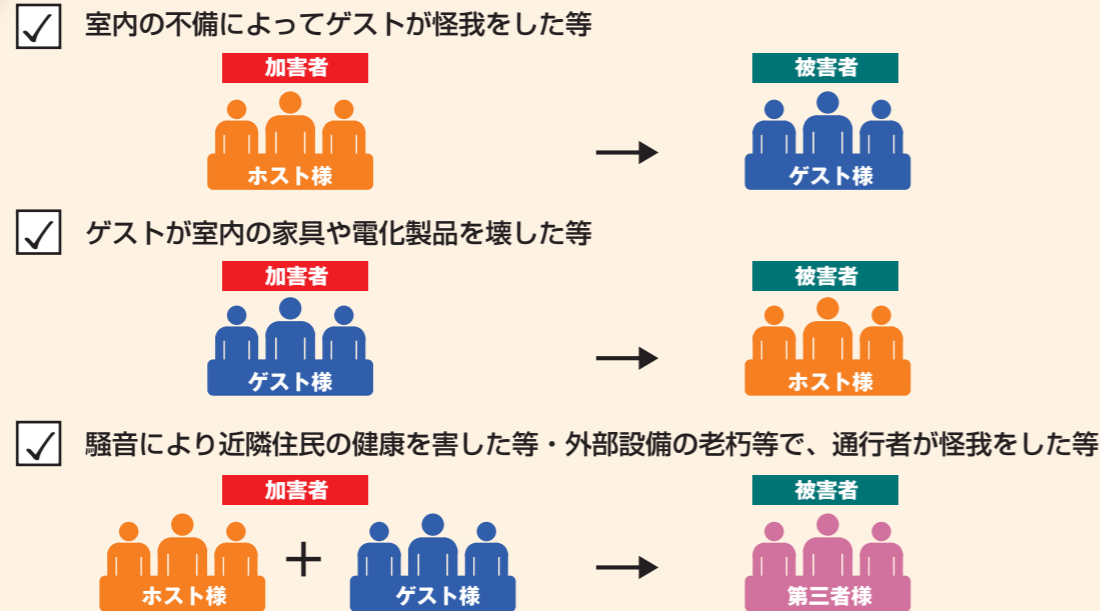 室内の不備によってゲストが怪我をした等
加害者
被害者
ホスト様
ゲスト様
ゲストが室内の家具や電化製品を壊した等
加害者
被害者
ゲスト様
ホスト様
騒音により近隣住民の健康を害した等・外部設備の老朽等で、通行者が怪我をした等
加害者
被害者
ホスト様
+
ゲスト様
第三者様